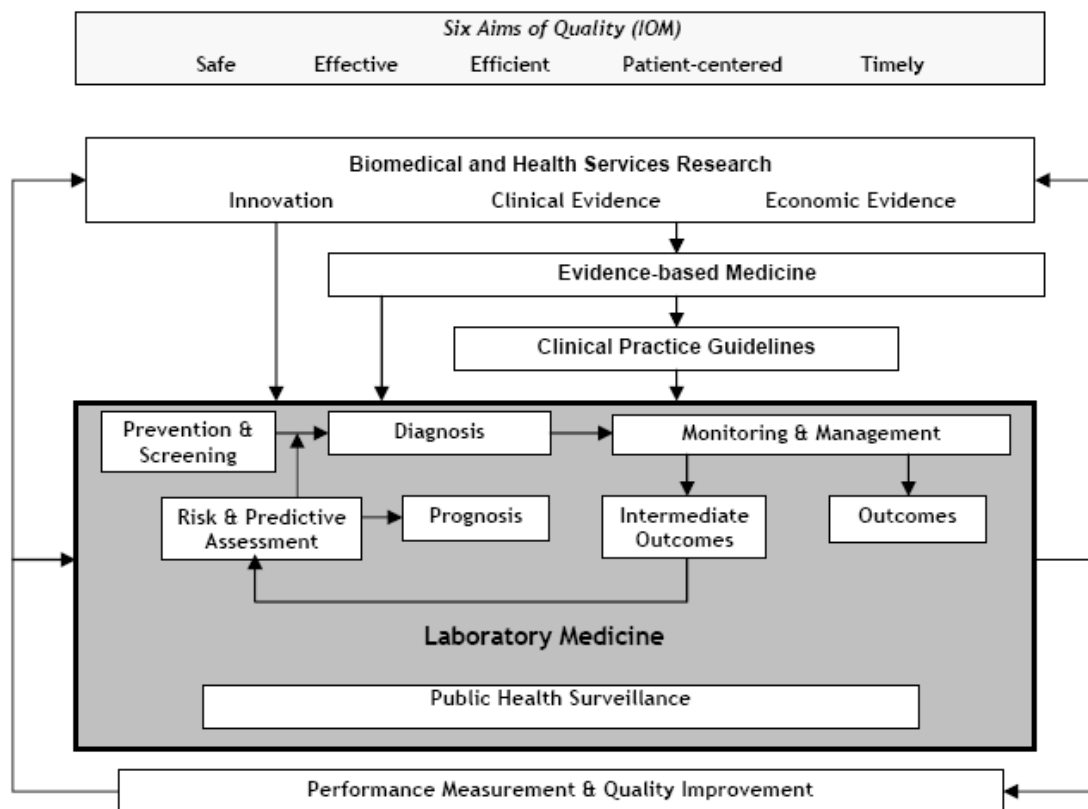 Six Aims of Quality (IOM)
Safe Effective Efficient Patient-centered Timely
Biomedical and Health Services Research
Innovation Clinical Evidence Economic Evidence
Evidence-based Medicine
Clinical Practice Guidelines
Prevention &
Screening
Diagnosis
Monitoring & Management
Risk & Predictive
Assessment
Prognosis
Intermediate
Outcomes
Outcomes
Laboratory Medicine
Public Health Surveillance
Performance Measurement & Quality Improvement